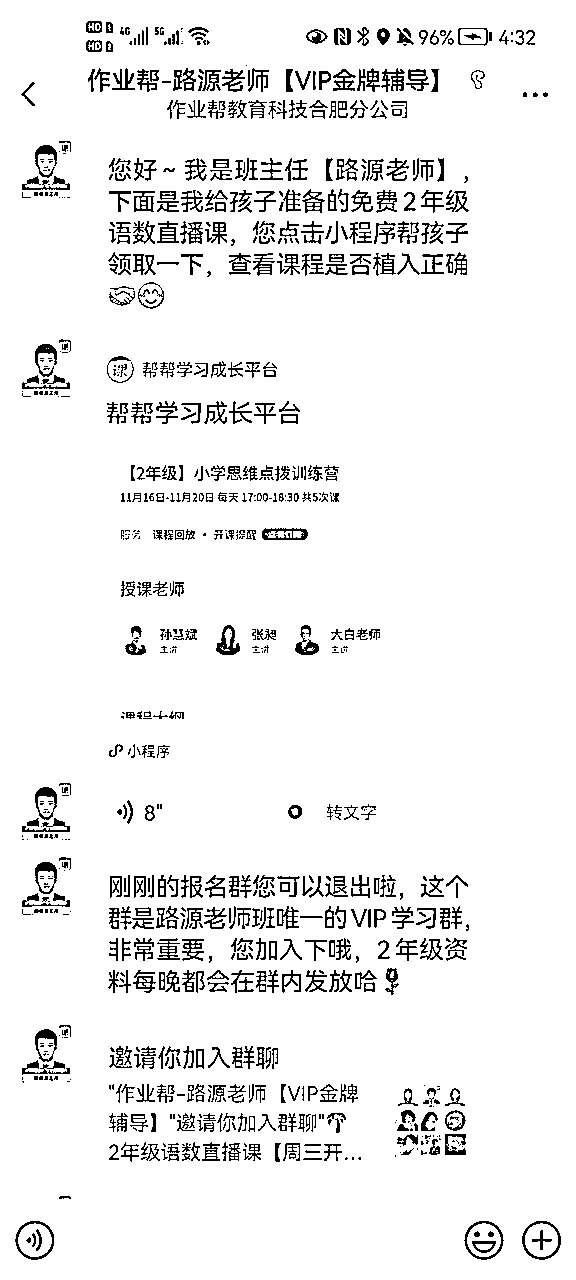 HD 1 4G 5G 96% 4:32
HD 2
作业帮-路源老师【VIP金牌辅导】
作业帮教育科技合肥分公司
您好~我是班主任【路源老师】,
下面是我给孩子准备的免费2年级
语数直播课，您点击小程序帮孩子
领取一下，查看课程是否植入正确
课 帮帮学习成长平台
帮帮学习成长平台
【2年级】小学思维点拨训练营
11月16日-11月20日 每天 17:00-18:30 共5次课
服务 课程回放 · 开课提醒
授课老师
孙慧斌 张昶 大白老师
主讲 主讲 主讲
课程大纲
小程序
8" 转文字
刚刚的报名群您可以退出啦，这个
群是路源老师班唯一的VIP学习群,
非常重要，您加入下哦，2年级资
料每晚都会在群内发放哈
邀请你加入群聊
"作业帮-路源老师【VIP金牌
辅导】"邀请你加入群聊"
2年级语数直播课【周三开...